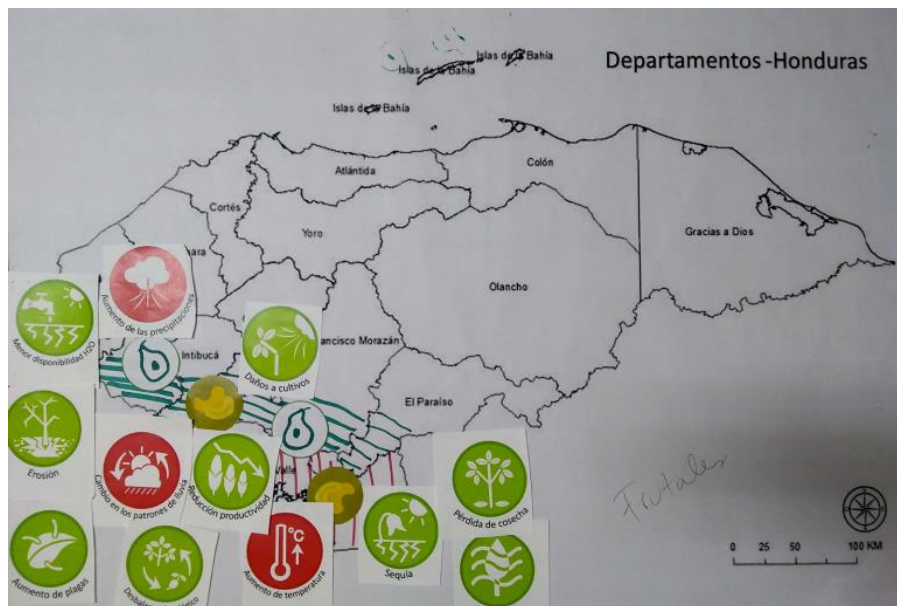 Departamentos -Honduras
Islas de la Bahía
Islas de la Bahía
Islas de la Bahía
Atlántida
Colón
Cortés
Yoro
Gracias a Dios
ara
Olancho
Aumento de las precipitaciones
Menor disponibilidad H2O
Intibucá
ancisco Morazán
Daños a cultivos
El Paraíso
Erosión
Cambio en los patrones de lluvia
Reducción productividad
Valle
°C
Pérdida de cosecha
Frutales
Aumento de plagas
Aumento de temperatura
Sequía
0 25 50 100 KM